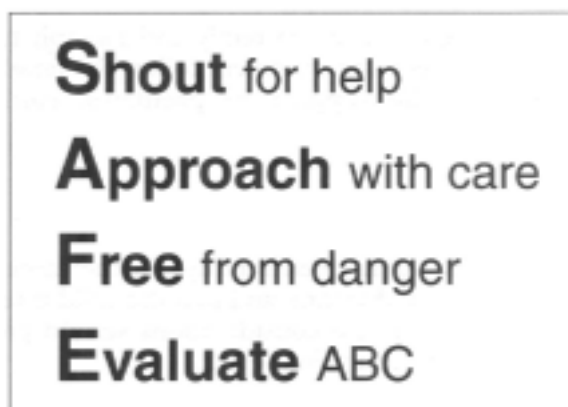 Shout for help
Approach with care
Free from danger
Evaluate ABC